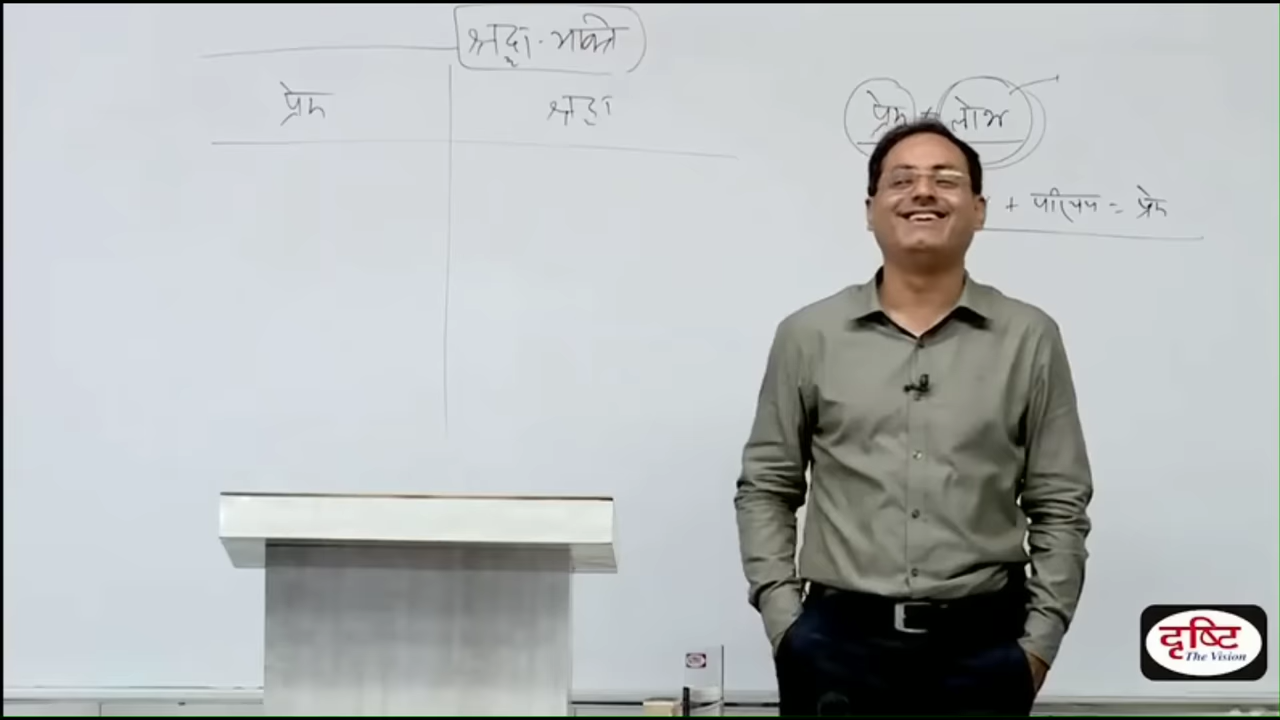 श्रद्धा-भक्ति
प्रेम श्रद्धा
प्रेम लोभ
+ परिचय = प्रेम
दृष्टि
The Vision